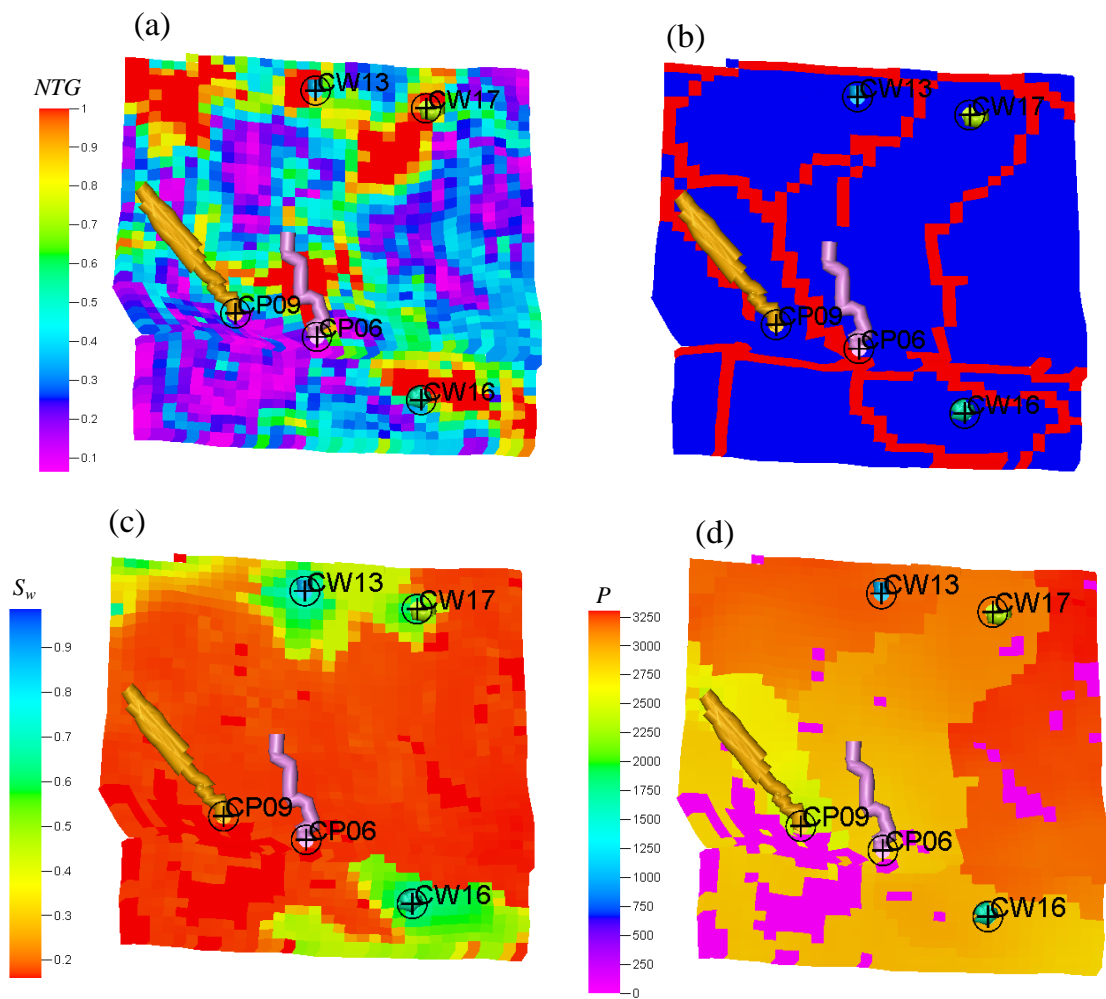 (a)
(b)
NTG
1
0.9
0.8
0.7
0.6
0.5
0.4
0.3
0.2
0.1
CW13
CW17
CP09
CP06
CW16
CW13
CW17
CP09
CP06
CW16
(c)
(d)
Sw
0.9
0.8
0.7
0.6
0.5
0.4
0.3
0.2
CW13
CW17
CP09
CP06
CW16
P
3250
3000
2750
2500
2250
2000
1750
1500
1250
1000
750
500
250
0
CW13
CW17
CP09
CP06
CW16